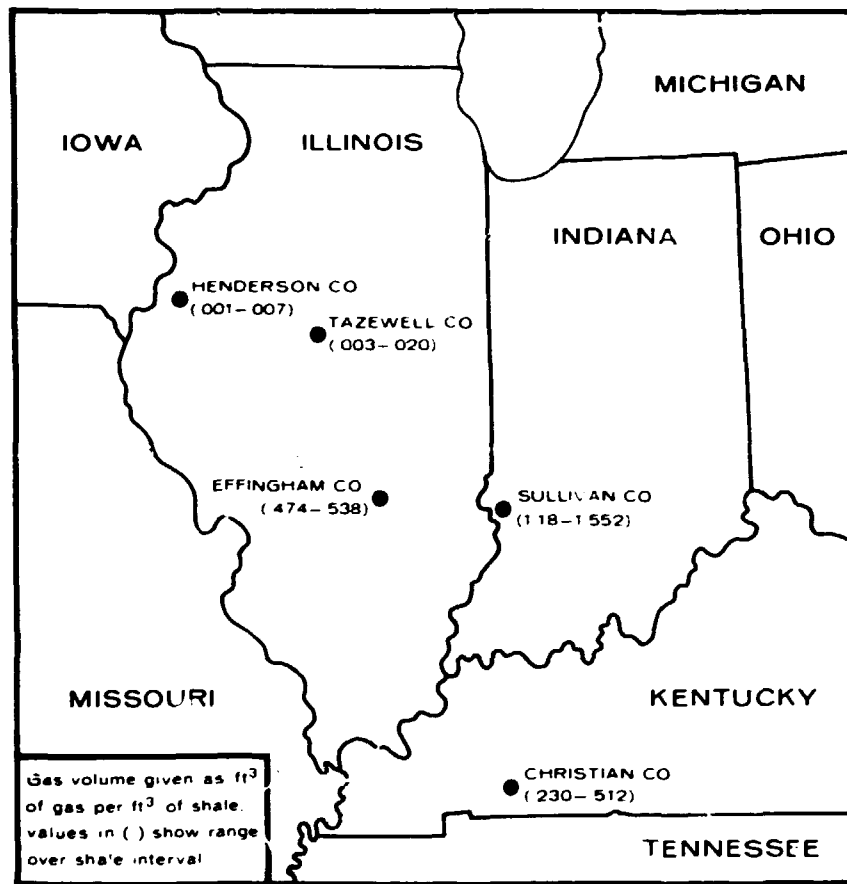 MICHIGAN
IOWA
ILLINOIS
INDIANA
OHIO
HENDERSON CO
(001-007)
TAZEWELL CO
(003-020)
EFFINGHAM CO
(474-538)
SULLIVAN CO
(118-1552)
MISSOURI
KENTUCKY
Gas volume given as ft³
of gas per ft³ of shale.
values in ( ) show range
over shale interval
CHRISTIAN CO
(230-512)
TENNESSEE